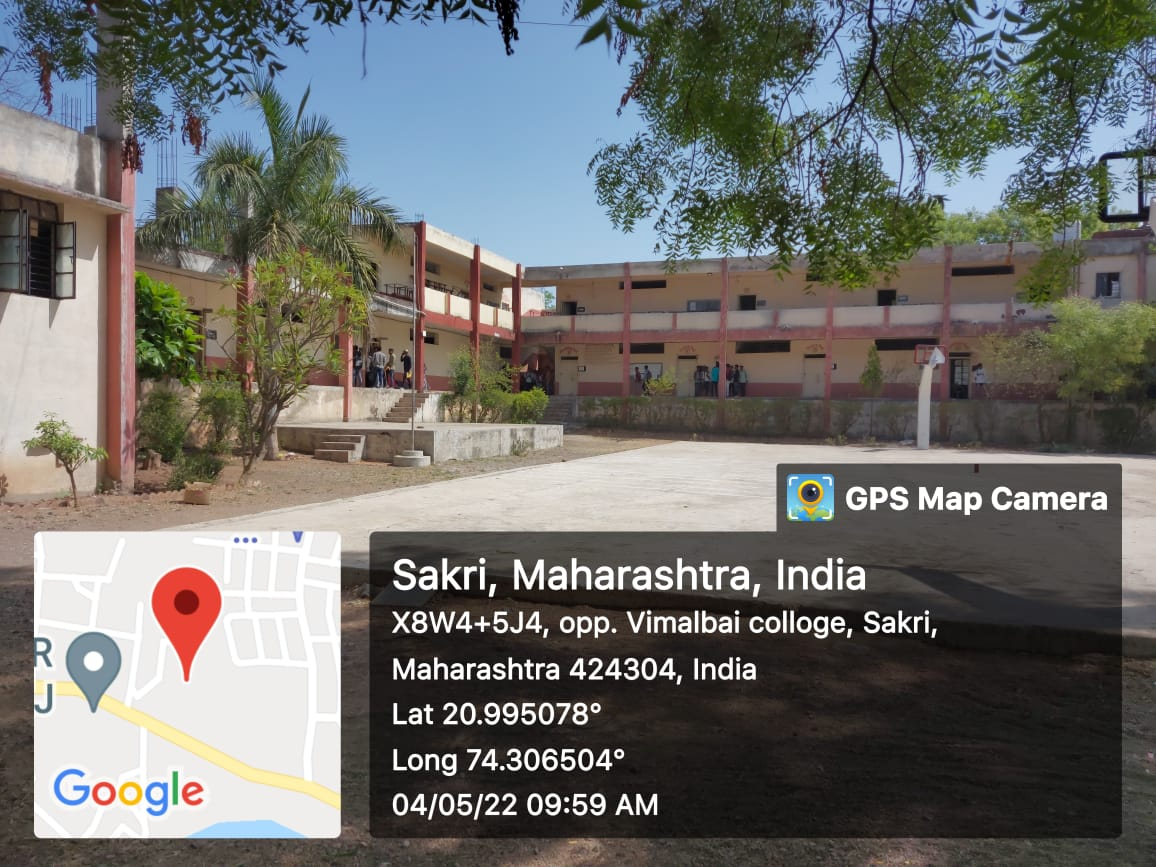 GPS Map Camera
Sakri, Maharashtra, India
X8W4+5J4, opp. Vimalbai colloge, Sakri,
Maharashtra 424304, India
Lat 20.995078°
Long 74.306504°
04/05/22 09:59 AM
R
J
Google